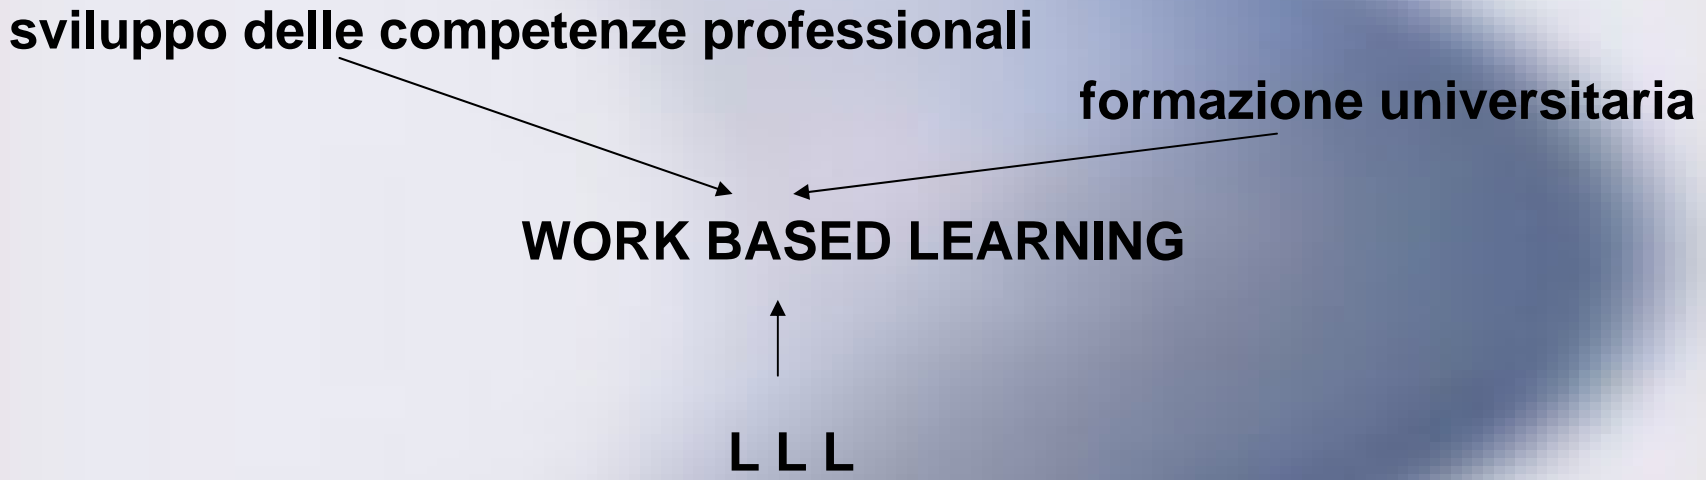 sviluppo delle competenze professionali
formazione universitaria
WORK BASED LEARNING
L L L